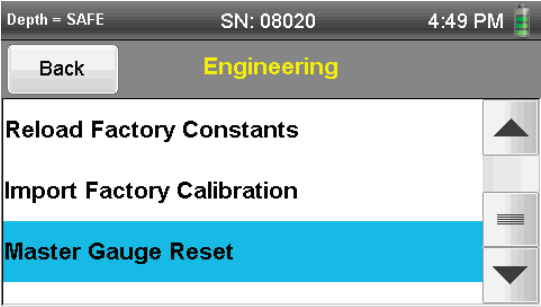 Depth = SAFE SN: 08020 4:49 PM
Back Engineering
Reload Factory Constants
Import Factory Calibration
Master Gauge Reset